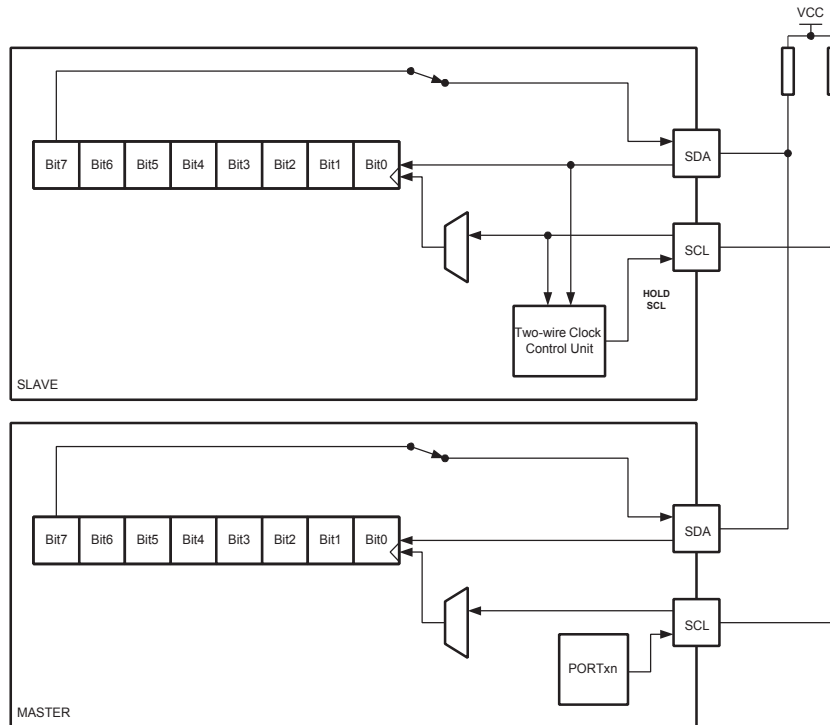 VCC
Bit7 Bit6 Bit5 Bit4 Bit3 Bit2 Bit1 Bit0
SDA
SCL
HOLD
SCL
Two-wire Clock
Control Unit
SLAVE
Bit7 Bit6 Bit5 Bit4 Bit3 Bit2 Bit1 Bit0
SDA
SCL
PORTxn
MASTER